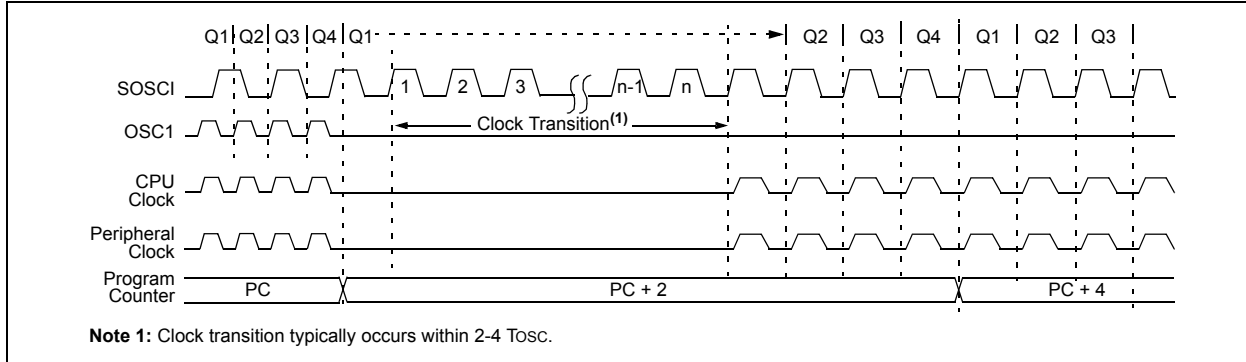 Q1 Q2 Q3 Q4 Q1 Q2 Q3 Q4 Q1 Q2 Q3
SOSCI 1 2 3 n-1 n
OSC1 Clock Transition(1)
CPU
Clock
Peripheral
Clock
Program
Counter PC PC + 2 PC + 4
Note 1: Clock transition typically occurs within 2-4 TOSC.